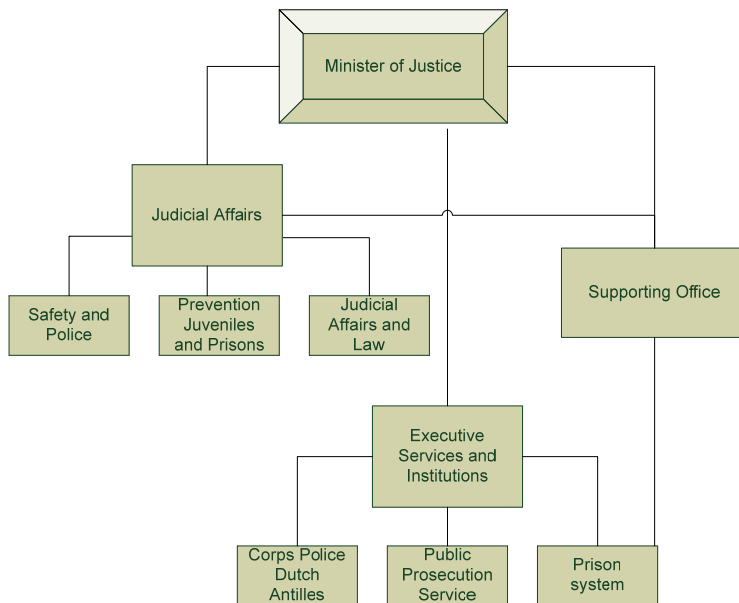 Minister of Justice
Judicial Affairs
Supporting Office
Safety and
Police
Prevention
Juveniles
and Prisons
Judicial
Affairs and
Law
Executive
Services and
Institutions
Corps Police
Dutch
Antilles
Public
Prosecution
Service
Prison
system